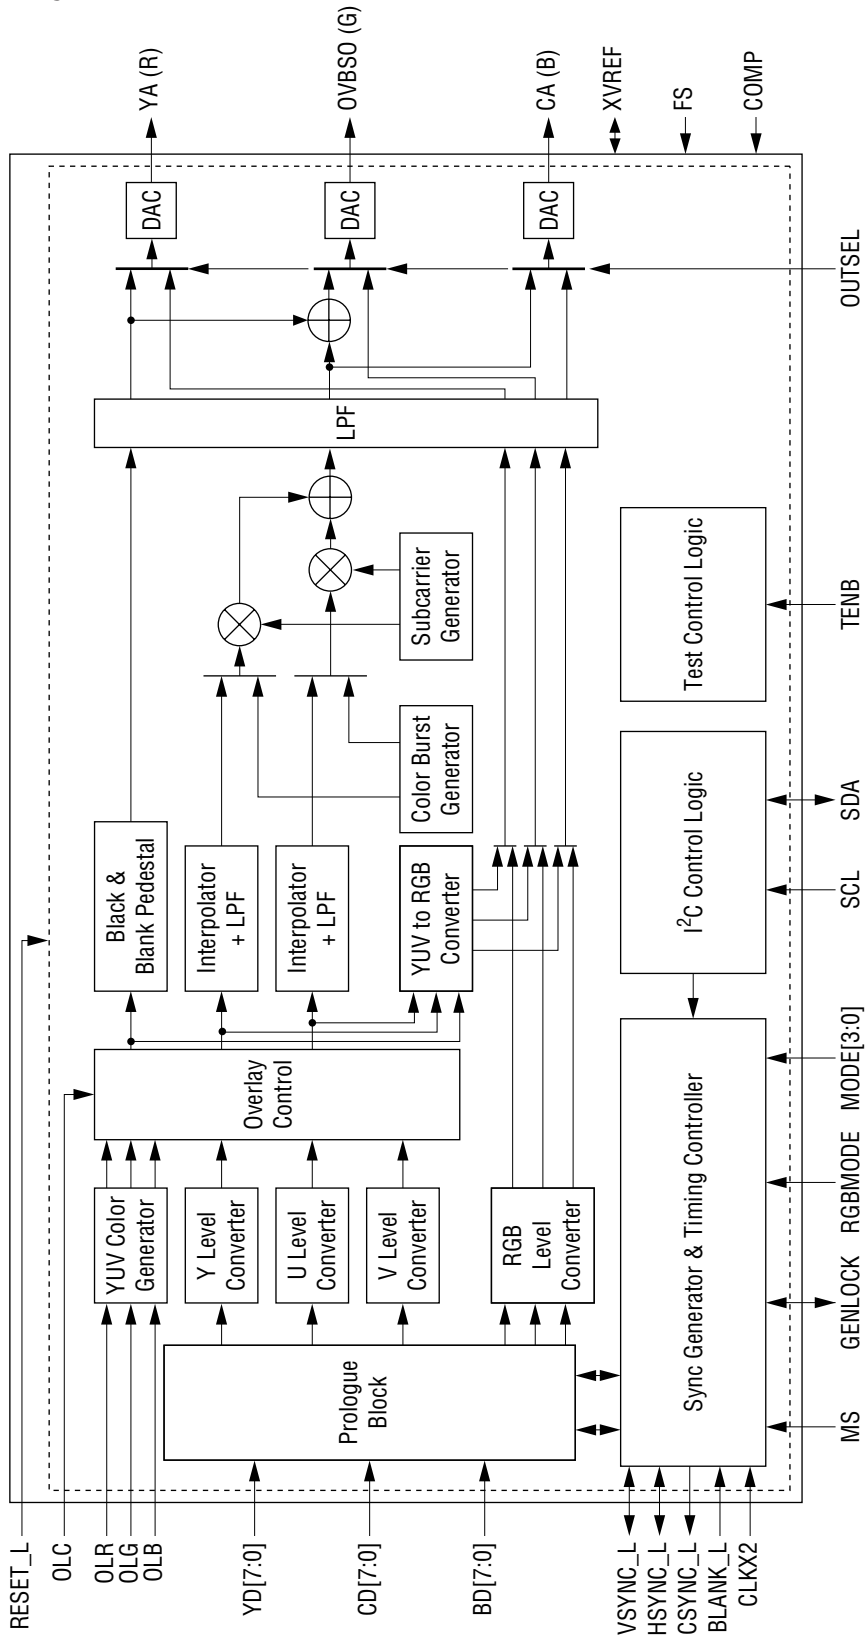 RESET_L
OLC
OLR
OLG
OLB
YD[7:0]
CD[7:0]
BD[7:0]
VSYNC_L
HSYNC_L
CSYNC_L
BLANK_L
CLKX2
Prologue
Block
YUV Color
Generator
Y Level
Converter
U Level
Converter
V Level
Converter
RGB
Level
Converter
Overlay
Control
Black &
Blank Pedestal
Interpolator
+ LPF
Interpolator
+ LPF
YUV to RGB
Converter
Color Burst
Generator
Subcarrier
Generator
LPF
DAC
DAC
DAC
YA (R)
OVBSO (G)
CA (B)
XVREF
FS
COMP
Sync Generator & Timing Controller
I2C Control Logic
Test Control Logic
MS
GENLOCK
RGBMODE
MODE[3:0]
SCL
SDA
TENB
OUTSEL